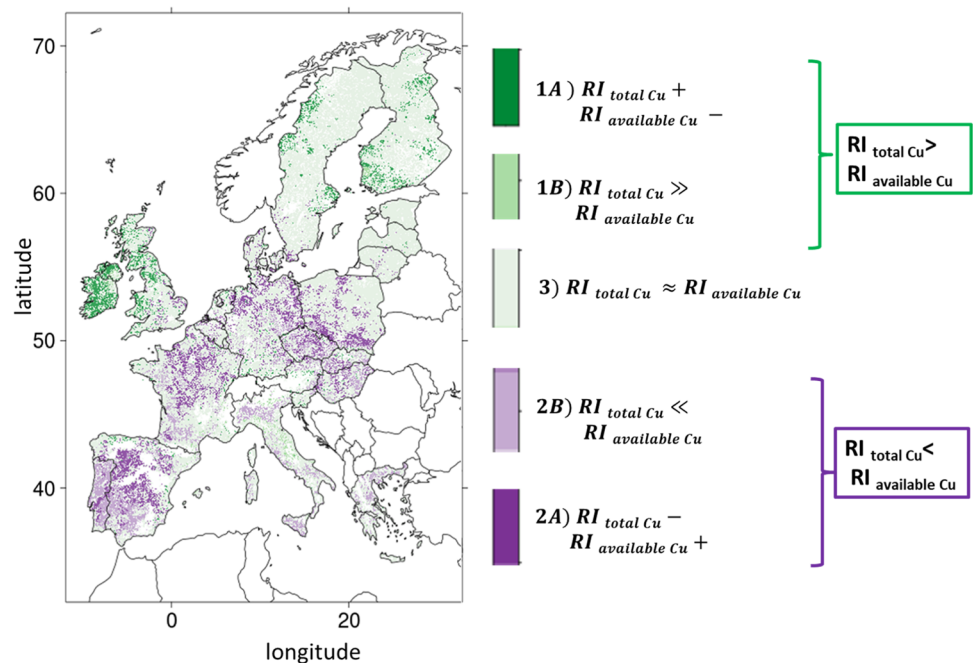 70
60
50
40
latitude
0
20
longitude
1A ) RI total Cu +
RI available Cu −
1B) RI total Cu ≫
RI available Cu
3) RI total Cu ≈ RI available Cu
2B) RI total Cu ≪
RI available Cu
2A) RI total Cu −
RI available Cu +
RI total Cu>
RI available Cu
RI total Cu<
RI available Cu